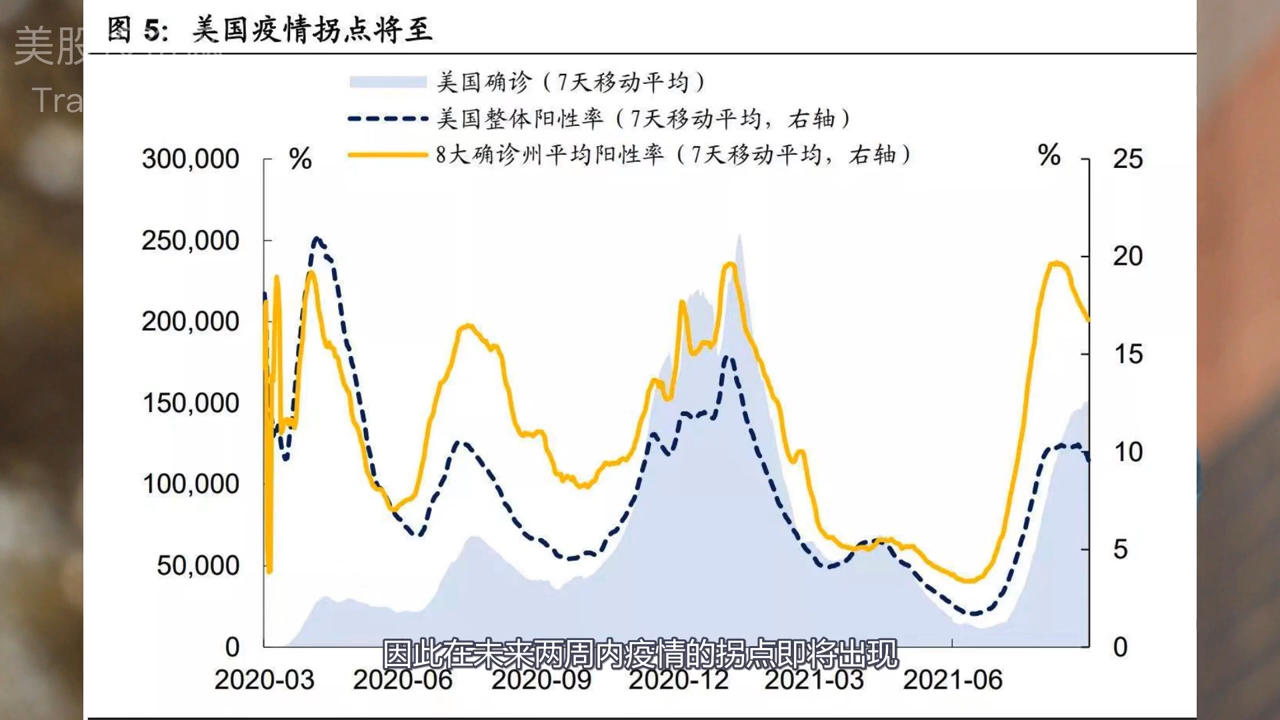 图 5: 美国疫情拐点将至
美股
Tra
美国确诊（7天移动平均）
美国整体阳性率（7天移动平均，右轴）
8大确诊州平均阳性率（7天移动平均，右轴）
300,000 % % 25
250,000 20
200,000
150,000 15
100,000 10
50,000 5
0 0
因此在未来两周内疫情的拐点即将出现
2020-03 2020-06 2020-09 2020-12 2021-03 2021-06